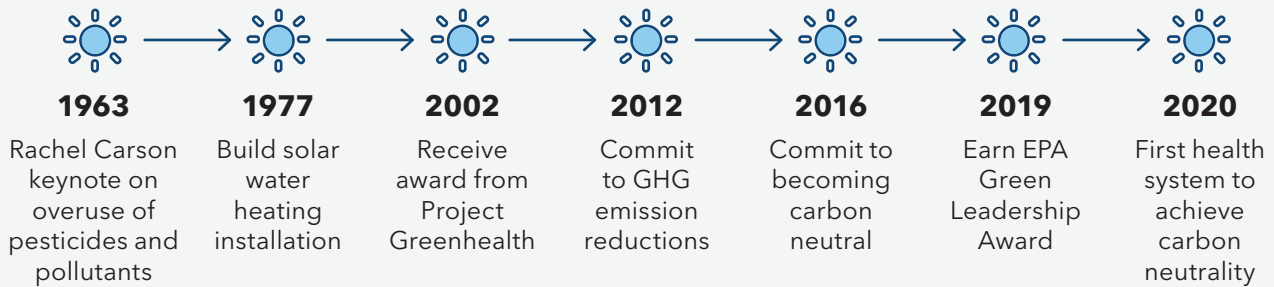 1963
Rachel Carson
keynote on
overuse of
pesticides and
pollutants
1977
Build solar
water
heating
installation
2002
Receive
award from
Project
Greenhealth
2012
Commit
to GHG
emission
reductions
2016
Commit to
becoming
carbon
neutral
2019
Earn EPA
Green
Leadership
Award
2020
First health
system to
achieve
carbon
neutrality